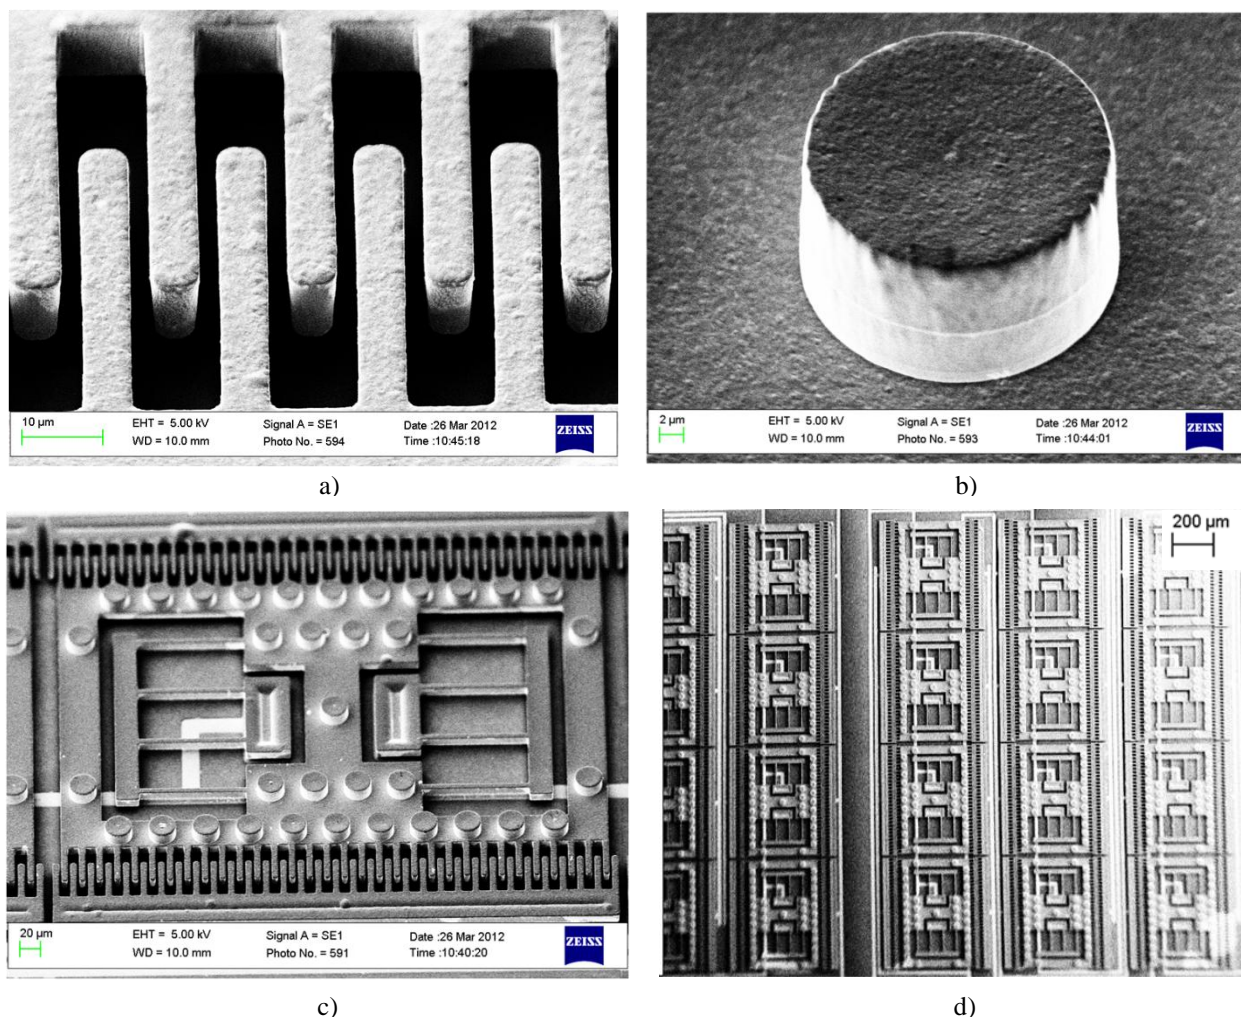 10 µm
EHT = 5.00 kV
WD = 10.0 mm
Signal A = SE1
Photo No. = 594
Date :26 Mar 2012
Time :10:45:18
ZEISS
a)
2 µm
EHT = 5.00 kV
WD = 10.0 mm
Signal A = SE1
Photo No. = 593
Date :26 Mar 2012
Time :10:44:01
ZEISS
b)
20 µm
EHT = 5.00 kV
WD = 10.0 mm
Signal A = SE1
Photo No. = 591
Date :26 Mar 2012
Time :10:40:20
ZEISS
c)
200 µm
d)